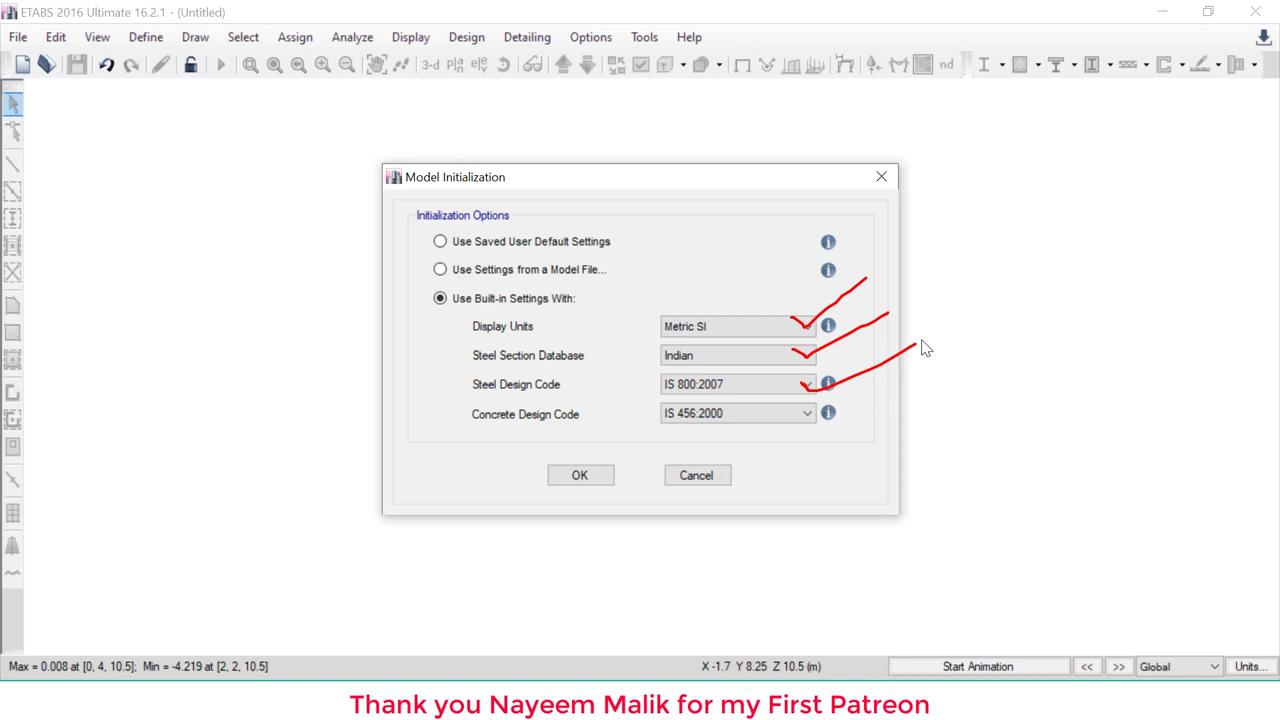 ETABS 2016 Ultimate 16.2.1 - (Untitled)
File Edit View Define Draw Select Assign Analyze Display Design Detailing Options Tools Help
3-d Pla ele nd
Model Initialization
Initialization Options
Use Saved User Default Settings
Use Settings from a Model File...
Use Built-in Settings With:
Display Units Metric SI
Steel Section Database Indian
Steel Design Code IS 800:2007
Concrete Design Code IS 456:2000
OK Cancel
Max = 0.008 at [0, 4, 10.5]; Min = -4.219 at [2, 2, 10.5] X -1.7 Y 8.25 Z 10.5 (m) Start Animation << >> Global Units...
Thank you Nayeem Malik for my First Patreon